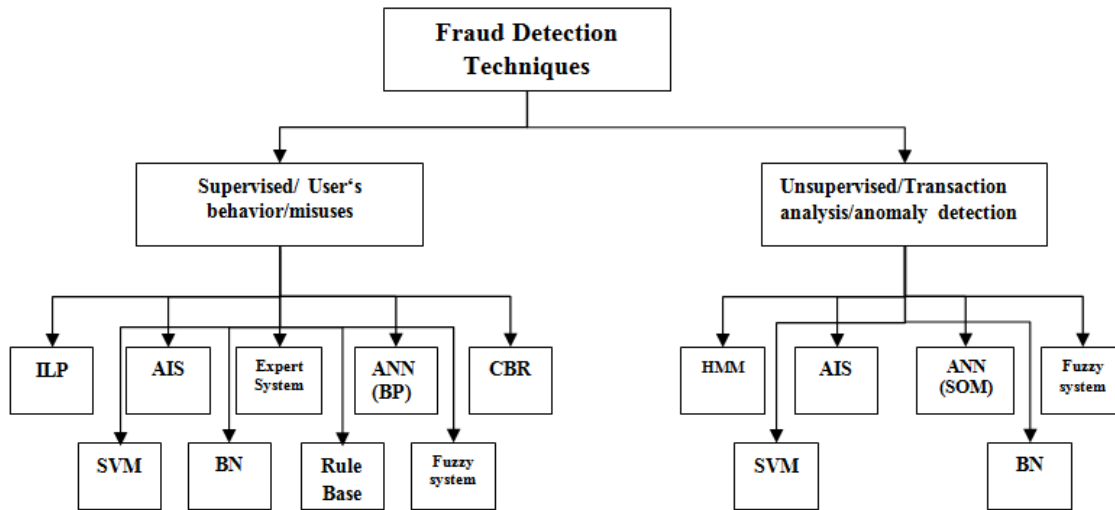 Fraud Detection
Techniques
Supervised/ User‘s
behavior/misuses
Unsupervised/Transaction
analysis/anomaly detection
ILP
AIS
Expert
System
ANN
(BP)
CBR
HMM
AIS
ANN
(SOM)
Fuzzy
system
SVM
BN
Rule
Base
Fuzzy
system
SVM
BN